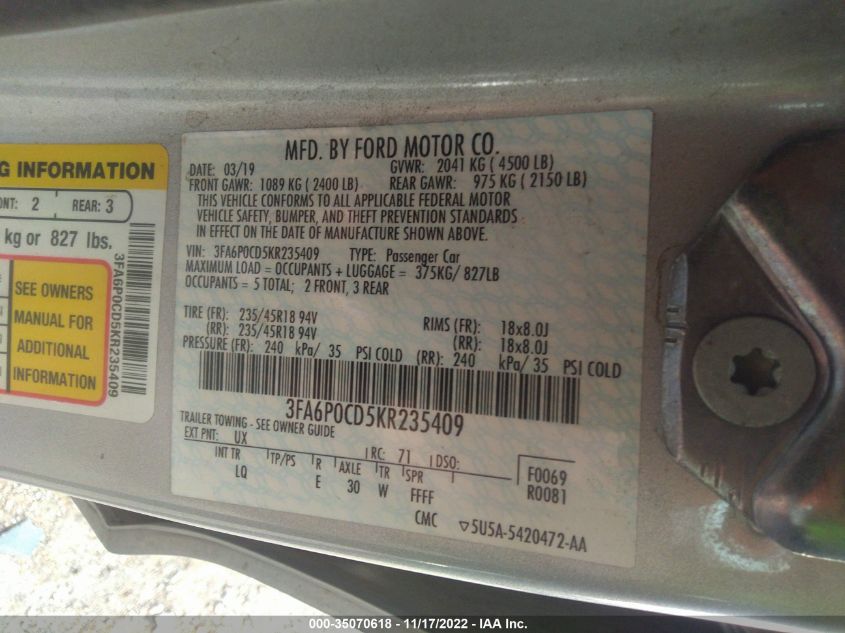 G INFORMATION
NT: 2 REAR: 3
kg or 827 lbs.
SEE OWNERS
MANUAL FOR
ADDITIONAL
INFORMATION
3FA6P0CD5KR235409
MFD. BY FORD MOTOR CO.
DATE: 03/19 GVWR: 2041 KG ( 4500 LB)
FRONT GAWR: 1089 KG ( 2400 LB) REAR GAWR: 975 KG ( 2150 LB)
THIS VEHICLE CONFORMS TO ALL APPLICABLE FEDERAL MOTOR
VEHICLE SAFETY, BUMPER, AND THEFT PREVENTION STANDARDS
IN EFFECT ON THE DATE OF MANUFACTURE SHOWN ABOVE.
VIN: 3FA6P0CD5KR235409 TYPE: Passenger Car
MAXIMUM LOAD = OCCUPANTS + LUGGAGE = 375KG/ 827LB
OCCUPANTS = 5 TOTAL; 2 FRONT, 3 REAR
TIRE (FR): 235/45R18 94V RIMS (FR): 18x8.0J
(RR): 235/45R18 94V (RR): 18x8.0J
PRESSURE (FR): 240 kPa/ 35 PSI COLD (RR): 240 kPa/ 35 PSI COLD
3FA6P0CD5KR235409
TRAILER TOWING - SEE OWNER GUIDE
EXT PNT: UX RC: 71 DSO:
INT TR TP/PS R AXLE TR SPR F0069
LQ E 30 W FFFF R0081
CMC ▽5U5A-5420472-AA
000-35070618 - 11/17/2022 - IAA Inc.